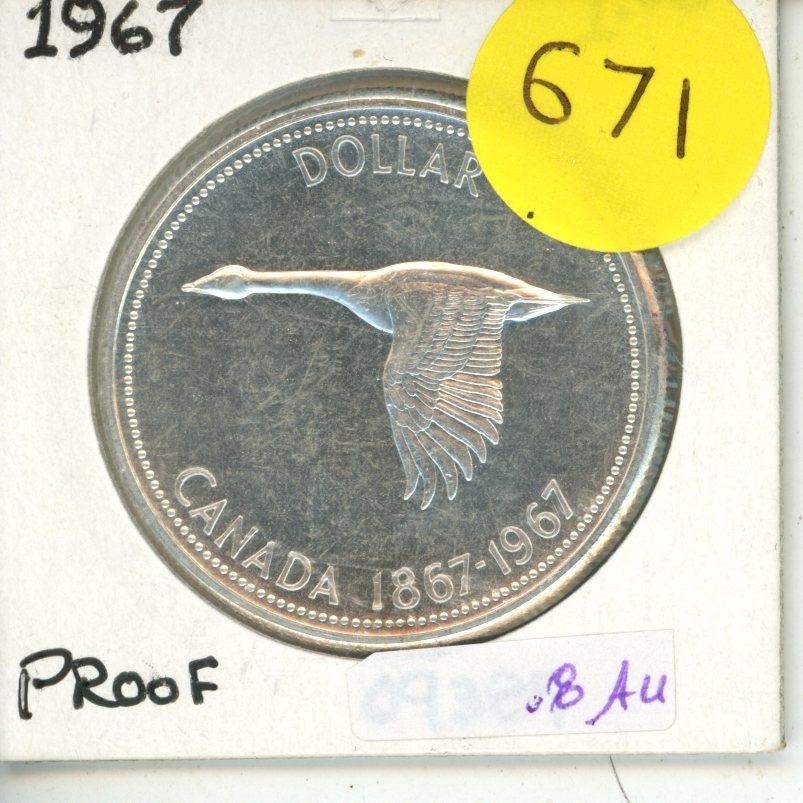 1967
671
DOLLAR
CANADA 1867-1967
PROOF
.8 AU